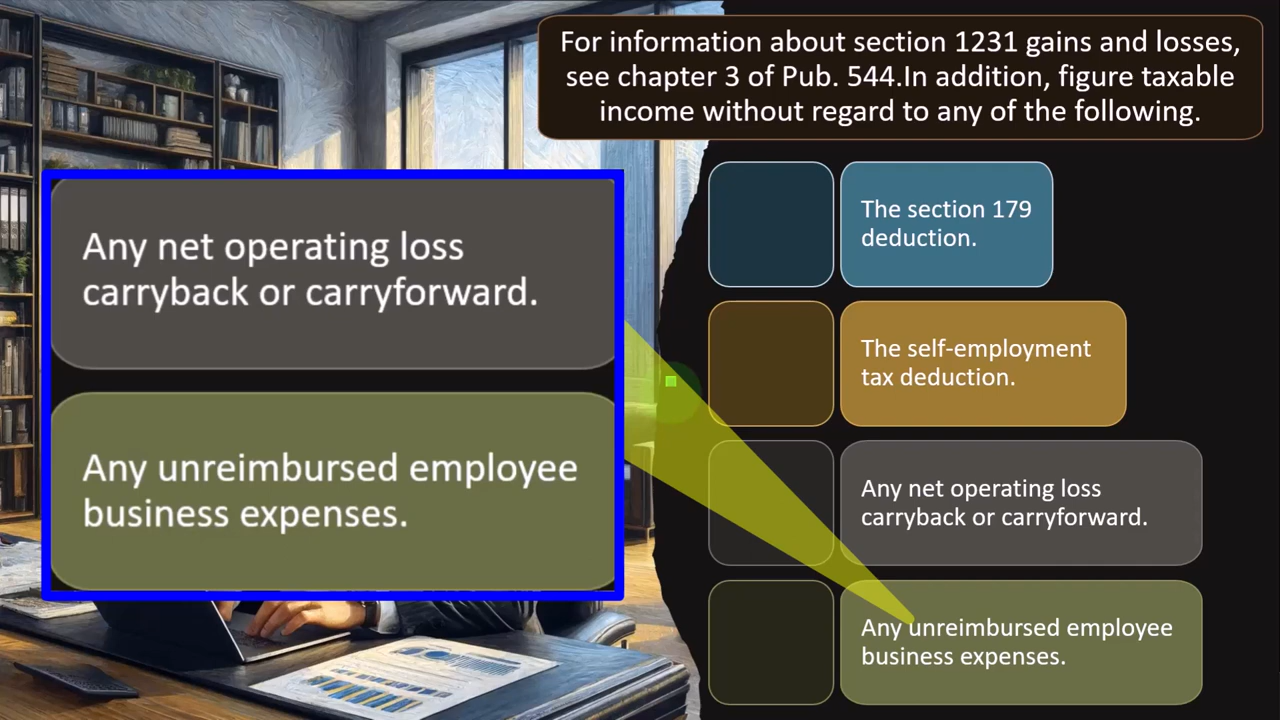 For information about section 1231 gains and losses,
see chapter 3 of Pub. 544.In addition, figure taxable
income without regard to any of the following.
Any net operating loss
carryback or carryforward.
Any unreimbursed employee
business expenses.
The section 179
deduction.
The self-employment
tax deduction.
Any net operating loss
carryback or carryforward.
Any unreimbursed employee
business expenses.